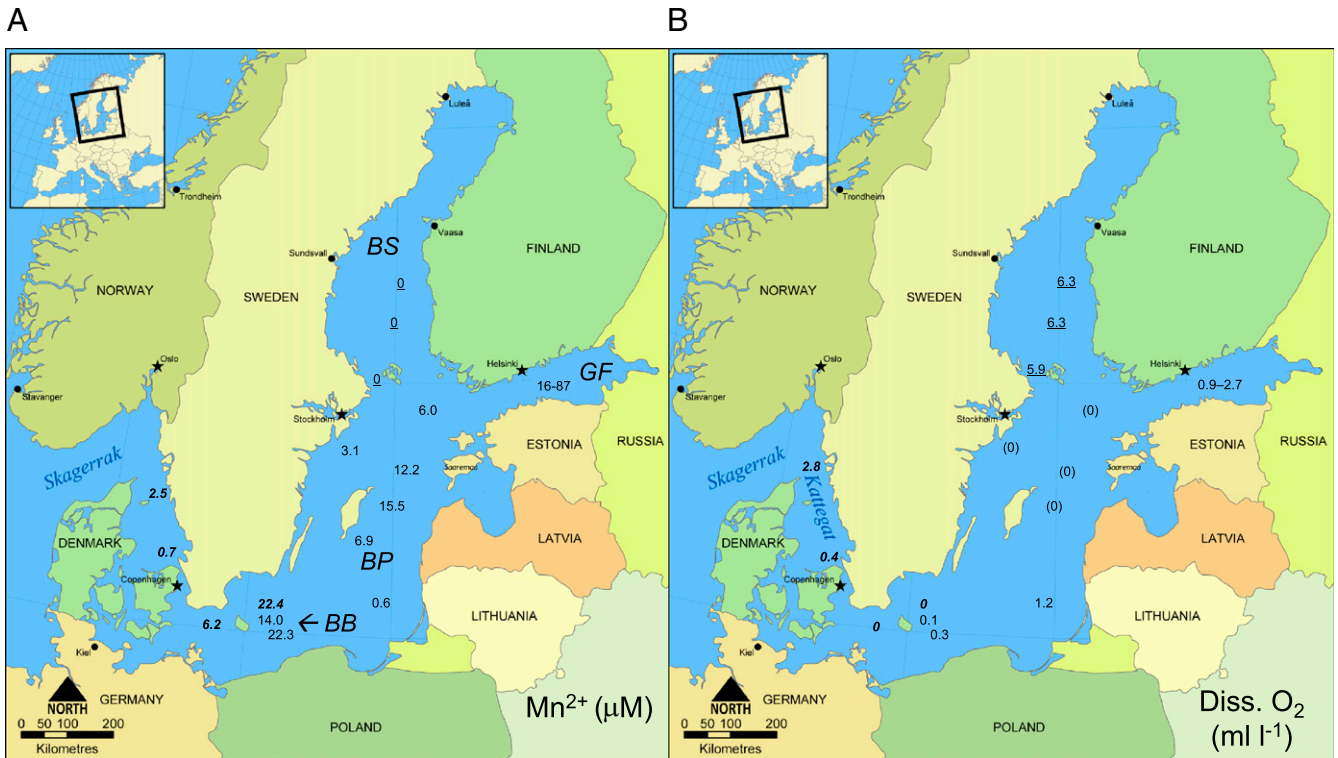 A
B
Luleå
Trondheim
BS
Vaasa
Sundsvall
FINLAND
0
NORWAY
SWEDEN
0
Oslo
Helsinki
GF
0
16-87
Stavanger
6.0
Stockholm
3.1
ESTONIA
RUSSIA
Saaremaa
12.2
Skagerrak
2.5
15.5
DENMARK
6.9
LATVIA
0.7
BP
Copenhagen
22.4
0.6
14.0
← BB
LITHUANIA
6.2
22.3
Kiel
NORTH
GERMANY
Mn2+ (μM)
0 50 100 200
POLAND
Kilometres
Luleå
Trondheim
Vaasa
Sundsvall
FINLAND
6.3
NORWAY
SWEDEN
6.3
Oslo
Helsinki
5.9
0.9–2.7
Stavanger
(0)
Stockholm
(0)
ESTONIA
RUSSIA
Saaremaa
(0)
Skagerrak
2.8
Kattegat
(0)
DENMARK
LATVIA
0.4
Copenhagen
0
1.2
0.1
LITHUANIA
0
0.3
Kiel
NORTH
GERMANY
Diss. O2
0 50 100 200
POLAND
(ml l-1)
Kilometres